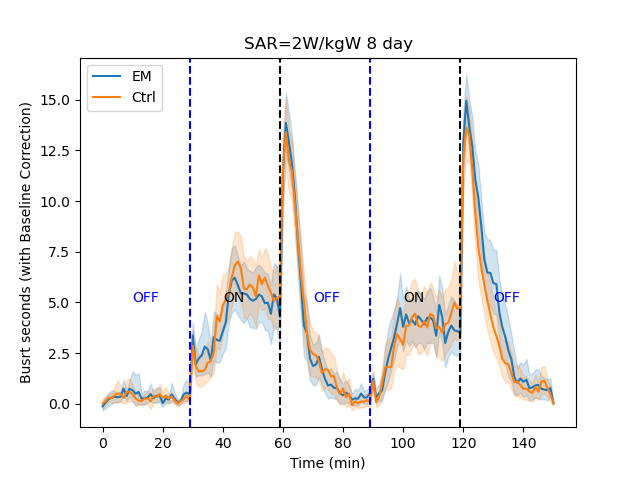 SAR=2W/kgW 8 day
EM
Ctrl
Busrt seconds (with Baseline Correction)
15.0
12.5
10.0
7.5
5.0
2.5
0.0
OFF
ON
OFF
ON
OFF
0
20
40
60
80
100
120
140
Time (min)